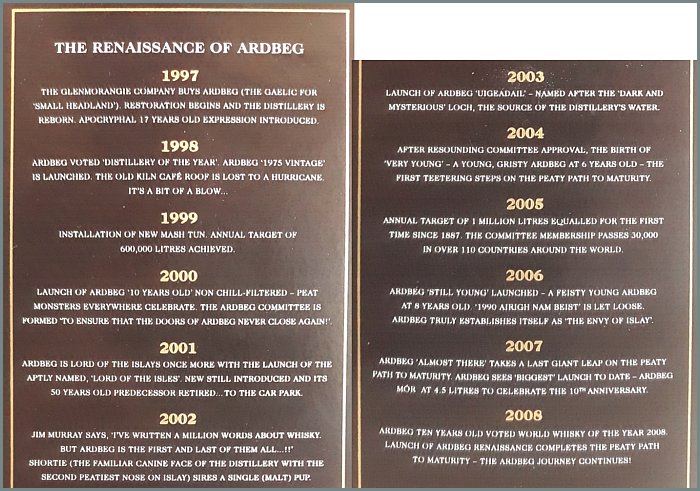 THE RENAISSANCE OF ARDBEG
1997
THE GLENMORANGIE COMPANY BUYS ARDBEG (THE GAELIC FOR
'SMALL HEADLAND'). RESTORATION BEGINS AND THE DISTILLERY IS
REBORN. APOCRYPHAL 17 YEARS OLD EXPRESSION INTRODUCED.
1998
ARDBEG VOTED 'DISTILLERY OF THE YEAR'. ARDBEG '1975 VINTAGE'
IS LAUNCHED. THE OLD KILN CAFÉ ROOF IS LOST TO A HURRICANE.
IT'S A BIT OF A BLOW...
1999
INSTALLATION OF NEW MASH TUN. ANNUAL TARGET OF
600,000 LITRES ACHIEVED.
2000
LAUNCH OF ARDBEG '10 YEARS OLD' NON CHILL-FILTERED – PEAT
MONSTERS EVERYWHERE CELEBRATE. THE ARDBEG COMMITTEE IS
FORMED 'TO ENSURE THAT THE DOORS OF ARDBEG NEVER CLOSE AGAIN!'.
2001
ARDBEG IS LORD OF THE ISLAYS ONCE MORE WITH THE LAUNCH OF THE
APTLY NAMED, 'LORD OF THE ISLES'. NEW STILL INTRODUCED AND ITS
50 YEARS OLD PREDECESSOR RETIRED...TO THE CAR PARK.
2002
JIM MURRAY SAYS, 'I'VE WRITTEN A MILLION WORDS ABOUT WHISKY.
BUT ARDBEG IS THE FIRST AND LAST OF THEM ALL...!!'
SHORTIE (THE FAMILIAR CANINE FACE OF THE DISTILLERY WITH THE
SECOND PEATIEST NOSE ON ISLAY) SIRES A SINGLE (MALT) PUP.
2003
LAUNCH OF ARDBEG 'UIGEADAIL' – NAMED AFTER THE 'DARK AND
MYSTERIOUS' LOCH, THE SOURCE OF THE DISTILLERY'S WATER.
2004
AFTER RESOUNDING COMMITTEE APPROVAL, THE BIRTH OF
'VERY YOUNG' – A YOUNG, GRISTY ARDBEG AT 6 YEARS OLD – THE
FIRST TEETERING STEPS ON THE PEATY PATH TO MATURITY.
2005
ANNUAL TARGET OF 1 MILLION LITRES EQUALLED FOR THE FIRST
TIME SINCE 1887. THE COMMITTEE MEMBERSHIP PASSES 30,000
IN OVER 110 COUNTRIES AROUND THE WORLD.
2006
ARDBEG 'STILL YOUNG' LAUNCHED – A FEISTY YOUNG ARDBEG
AT 8 YEARS OLD. '1990 AIRIGH NAM BEIST' IS LET LOOSE.
ARDBEG TRULY ESTABLISHES ITSELF AS 'THE ENVY OF ISLAY'.
2007
ARDBEG 'ALMOST THERE' TAKES A LAST GIANT LEAP ON THE PEATY
PATH TO MATURITY. ARDBEG SEES 'BIGGEST' LAUNCH TO DATE – ARDBEG
MÓR AT 4.5 LITRES TO CELEBRATE THE 10TH ANNIVERSARY.
2008
ARDBEG TEN YEARS OLD VOTED WORLD WHISKY OF THE YEAR 2008.
LAUNCH OF ARDBEG RENAISSANCE COMPLETES THE PEATY PATH
TO MATURITY – THE ARDBEG JOURNEY CONTINUES!